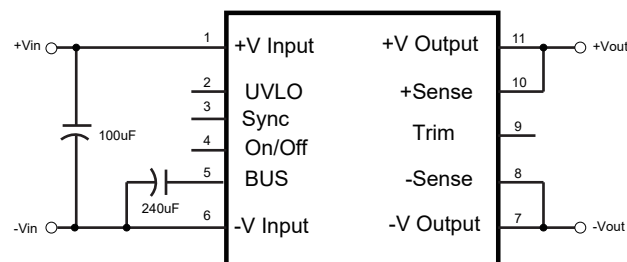 +Vin 1 +V Input +V Output 11 +Vout
2 UVLO +Sense 10
3 Sync
100uF Trim 9
4 On/Off
5 BUS -Sense 8
240uF
-Vin 6 -V Input -V Output 7 -Vout